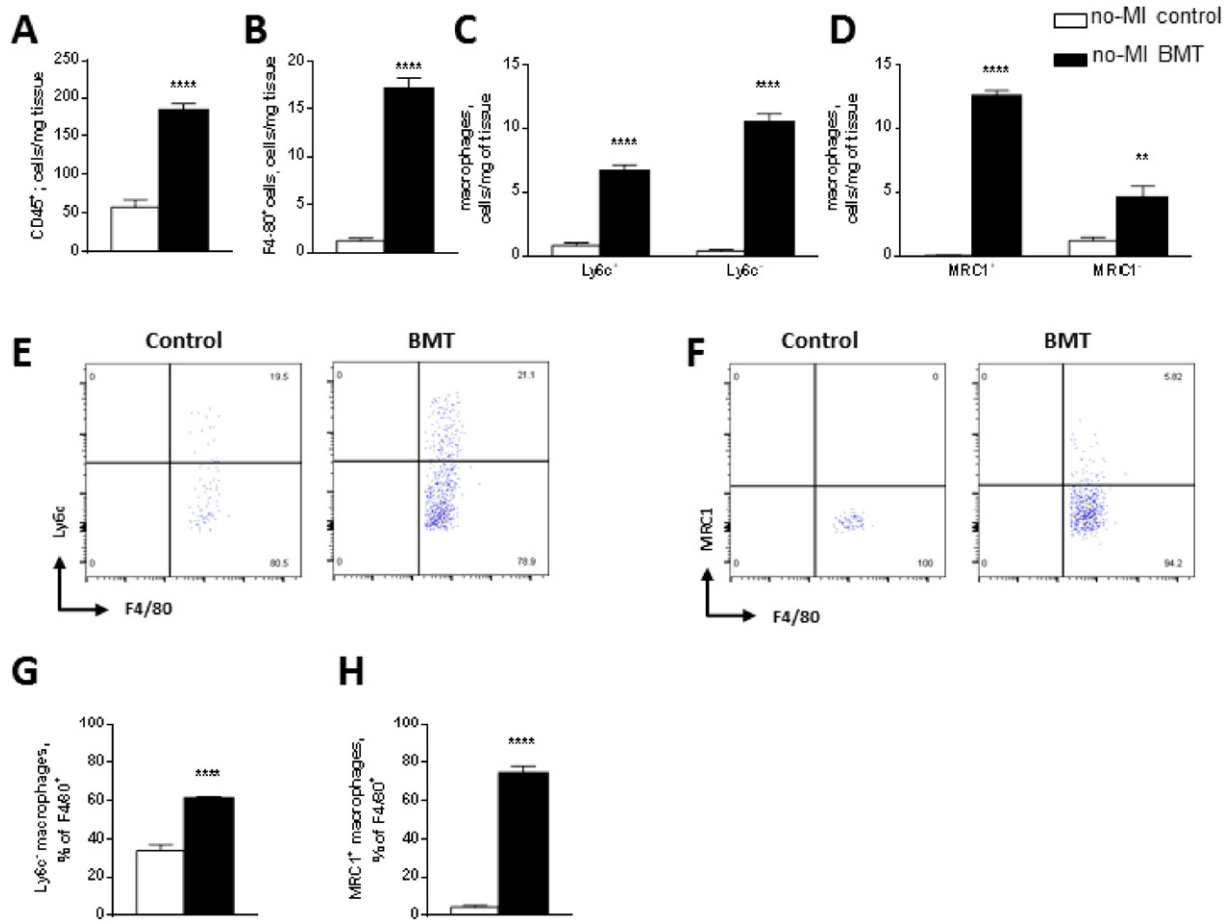 no-MI control
no-MI BMT
A
CD45⁺; cells/mg tissue
250
200
150
100
50
0
****
B
F4-80⁺ cells, cells/mg tissue
20
15
10
5
0
****
C
macrophages,
cells/mg of tissue
15
10
5
0
****
****
Ly6c⁺
Ly6c⁻
D
macrophages,
cells/mg of tissue
15
10
5
0
****
**
MRC1⁺
MRC1⁻
E
Control
0
19.5
0
80.5
BMT
0
21.1
0
78.9
Ly6c
F4/80
F
Control
0
0
0
100
BMT
0
5.82
0
94.2
MRC1
F4/80
G
Ly6c⁻ macrophages,
% of F4/80⁺
100
80
60
40
20
0
****
H
MRC1⁺ macrophages,
% of F4/80⁺
100
80
60
40
20
0
****